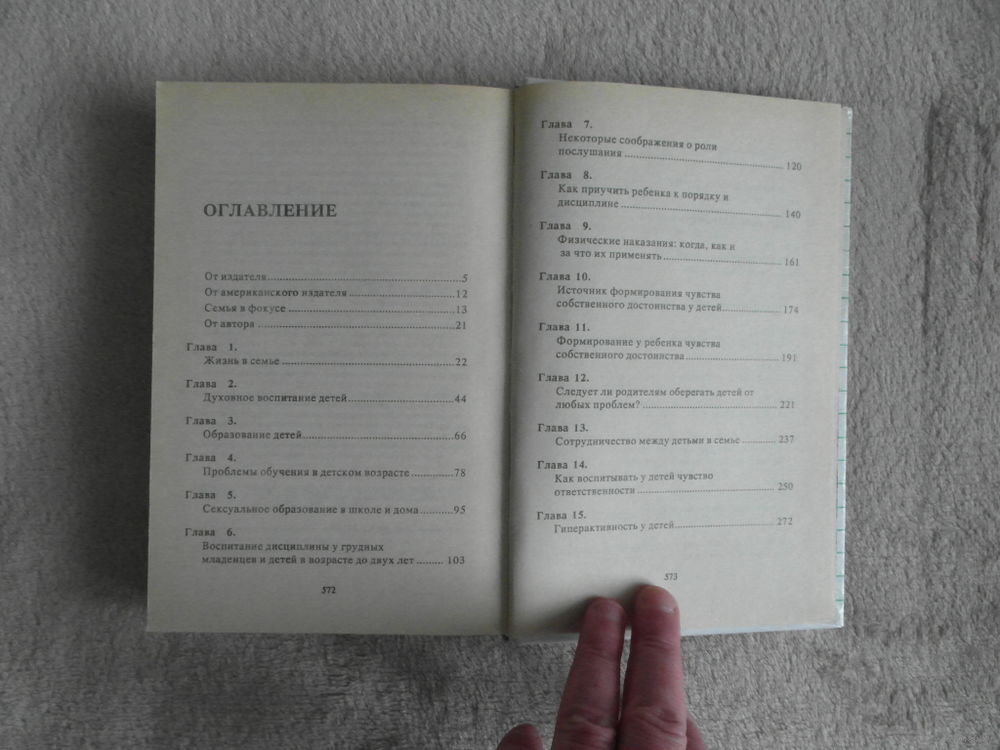 ОГЛАВЛЕНИЕ
От издателя..........5
От американского издателя..........12
Семья в фокусе..........13
От автора..........21
Глава 1.
Жизнь в семье..........22
Глава 2.
Духовное воспитание детей..........44
Глава 3.
Образование детей..........66
Глава 4.
Проблемы обучения в детском возрасте..........78
Глава 5.
Сексуальное образование в школе и дома..........95
Глава 6.
Воспитание дисциплины у грудных
младенцев и детей в возрасте до двух лет..........103
572
Глава 7.
Некоторые соображения о роли
послушания..........120
Глава 8.
Как приучить ребенка к порядку и
дисциплине..........140
Глава 9.
Физические наказания: когда, как и
за что их применять..........161
Глава 10.
Источник формирования чувства
собственного достоинства у детей..........174
Глава 11.
Формирование у ребенка чувства
собственного достоинства..........191
Глава 12.
Следует ли родителям оберегать детей от
любых проблем?..........221
Глава 13.
Сотрудничество между детьми в семье..........237
Глава 14.
Как воспитывать у детей чувство
ответственности..........250
Глава 15.
Гиперактивность у детей..........272
573